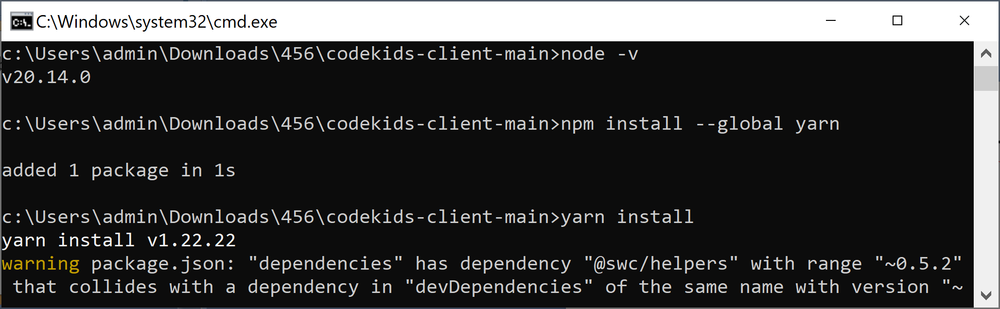 C:\Windows\system32\cmd.exe
c:\Users\admin\Downloads\456\codekids-client-main>node -v
v20.14.0
c:\Users\admin\Downloads\456\codekids-client-main>npm install --global yarn
added 1 package in 1s
c:\Users\admin\Downloads\456\codekids-client-main>yarn install
yarn install v1.22.22
warning package.json: "dependencies" has dependency "@swc/helpers" with range "~0.5.2"
that collides with a dependency in "devDependencies" of the same name with version "~